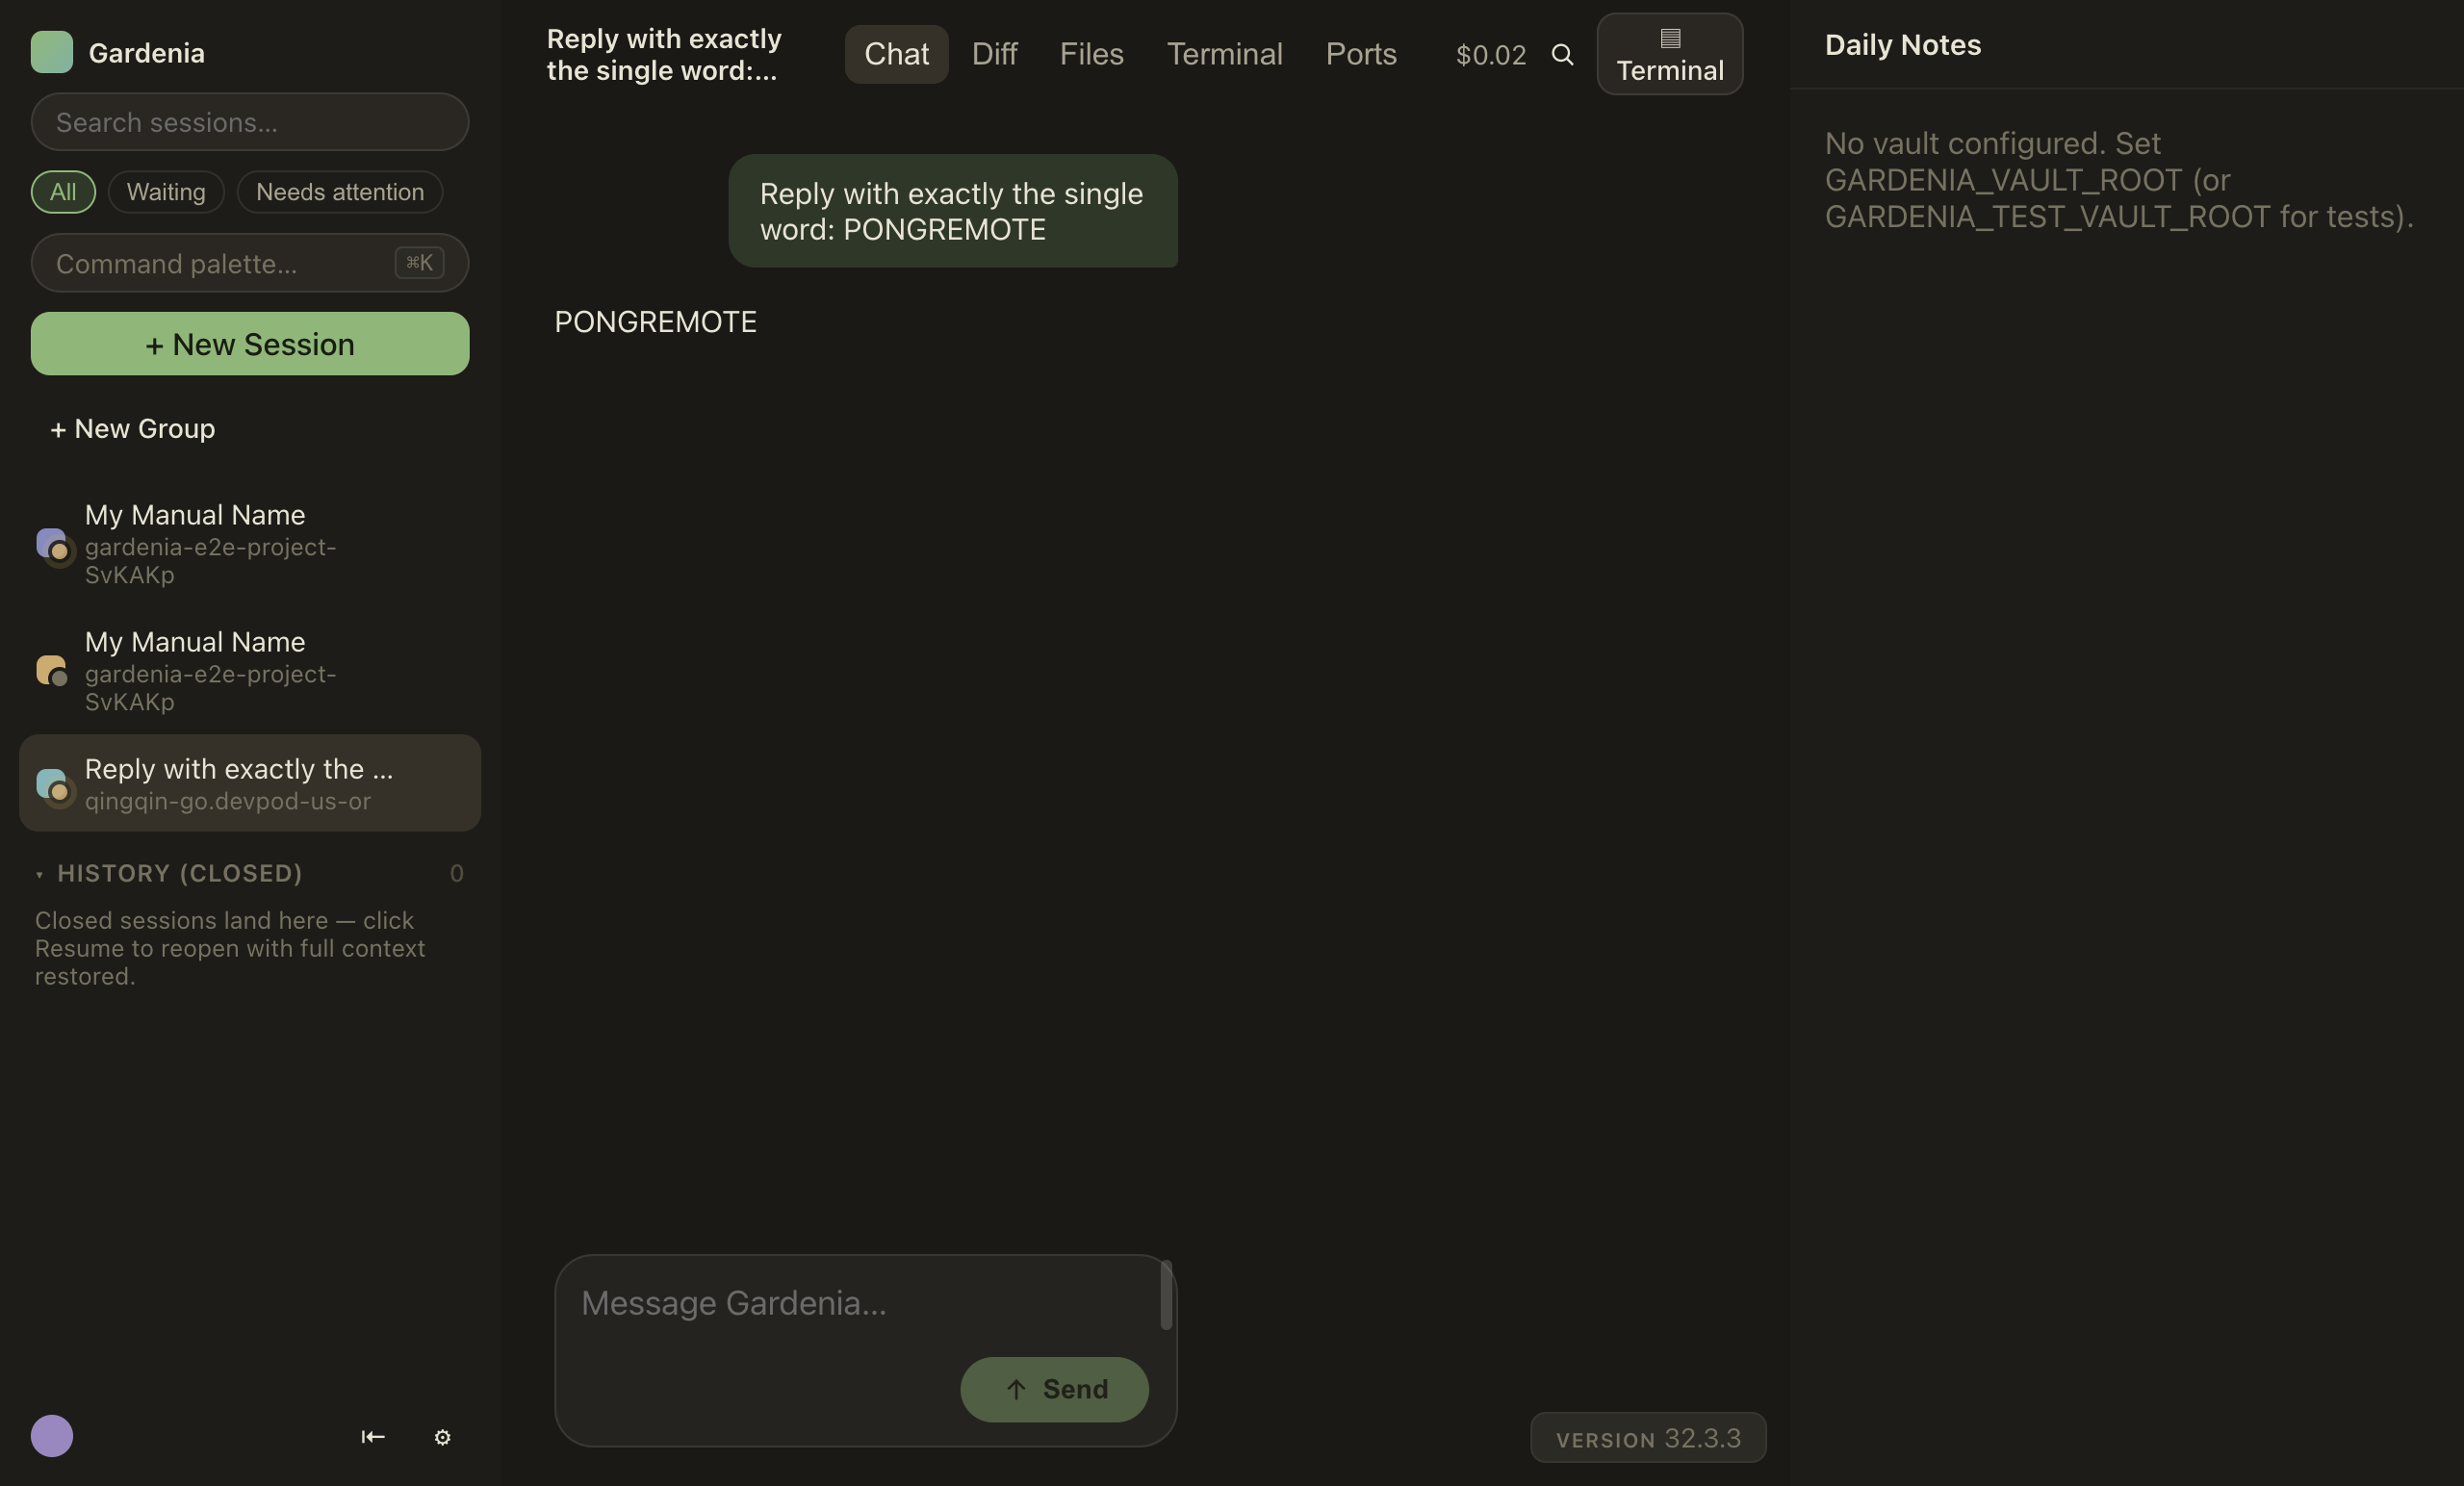 Gardenia
Search sessions...
All
Waiting
Needs attention
Command palette...
⌘K
+ New Session
+ New Group
My Manual Name
gardenia-e2e-project-
SvKAKp
My Manual Name
gardenia-e2e-project-
SvKAKp
Reply with exactly the ...
qingqin-go.devpod-us-or
HISTORY (CLOSED)
0
Closed sessions land here — click
Resume to reopen with full context
restored.
Reply with exactly
the single word:...
Chat
Diff
Files
Terminal
Ports
$0.02
Terminal
Reply with exactly the single
word: PONGREMOTE
PONGREMOTE
Message Gardenia...
Send
VERSION 32.3.3
Daily Notes
No vault configured. Set
GARDENIA_VAULT_ROOT (or
GARDENIA_TEST_VAULT_ROOT for tests).